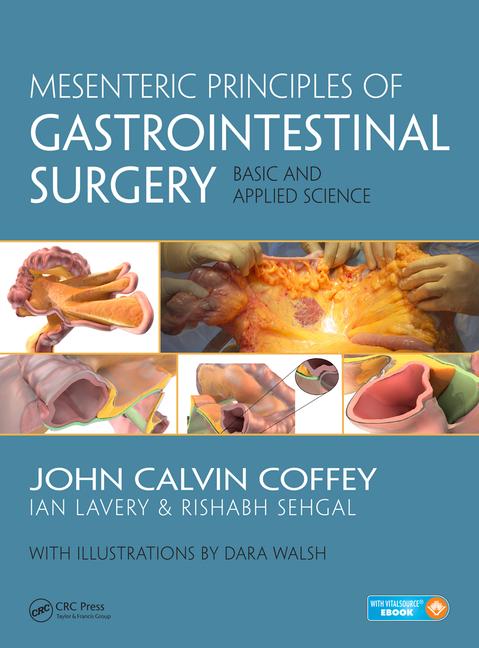 MESENTERIC PRINCIPLES OF
GASTROINTESTINAL
SURGERY
BASIC AND
APPLIED SCIENCE
JOHN CALVIN COFFEY
IAN LAVERY & RISHABH SEHGAL
WITH ILLUSTRATIONS BY DARA WALSH
CRC
CRC Press
Taylor & Francis Group
WITH VITALSOURCE®
EBOOK